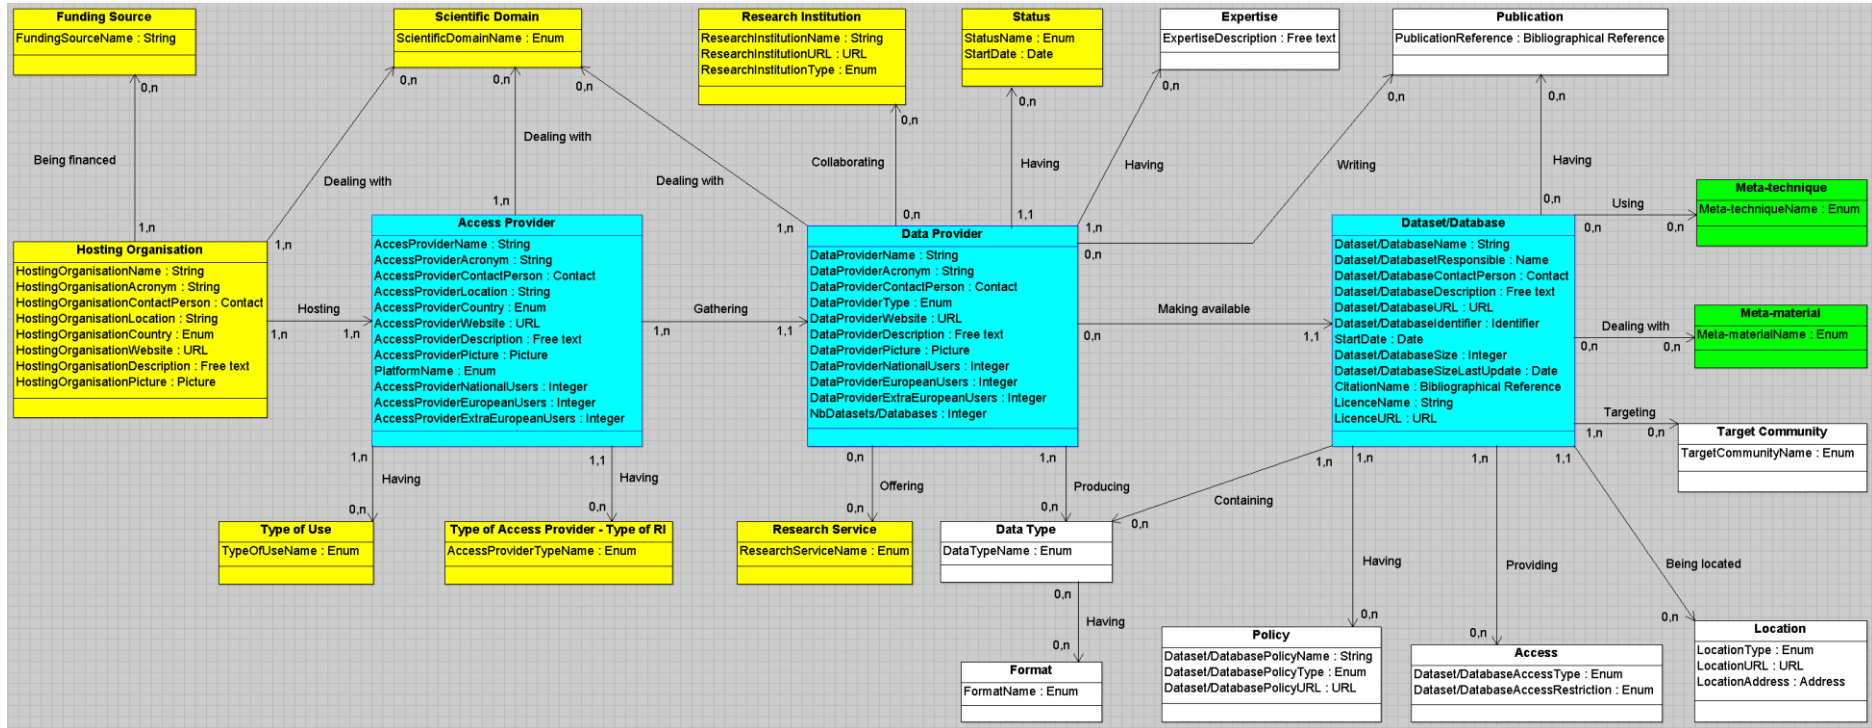 Funding Source
FundingSourceName : String
Scientific Domain
ScientificDomainName : Enum
Research Institution
ResearchInstitutionName : String
ResearchInstitutionURL : URL
ResearchInstitutionType : Enum
Status
StatusName : Enum
StartDate : Date
Expertise
ExpertiseDescription : Free text
Publication
PublicationReference : Bibliographical Reference
0,n
0,n
0,n
0,n
0,n
0,n
0,n
0,n
0,n
Being financed
Dealing with
Dealing with
Dealing with
Collaborating
Having
Having
Writing
Having
1,n
1,n
1,n
1,n
0,n
1,1
1,n
0,n
0,n
Hosting Organisation
HostingOrganisationName : String
HostingOrganisationAcronym : String
HostingOrganisationContactPerson : Contact
HostingOrganisationLocation : String
HostingOrganisationCountry : Enum
HostingOrganisationWebsite : URL
HostingOrganisationDescription : Free text
HostingOrganisationPicture : Picture
Hosting
1,n
1,n
Access Provider
AccesProviderName : String
AccessProviderAcronym : String
AccessProviderContactPerson : Contact
AccessProviderLocation : String
AccessProviderCountry : Enum
AccessProviderWebsite : URL
AccessProviderDescription : Free text
AccessProviderPicture : Picture
PlatformName : Enum
AccessProviderNationalUsers : Integer
AccessProviderEuropeanUsers : Integer
AccessProviderExtraEuropeanUsers : Integer
Gathering
1,n
1,1
Data Provider
DataProviderName : String
DataProviderAcronym : String
DataProviderContactPerson : Contact
DataProviderType : Enum
DataProviderWebsite : URL
DataProviderDescription : Free text
DataProviderPicture : Picture
DataProviderNationalUsers : Integer
DataProviderEuropeanUsers : Integer
DataProviderExtraEuropeanUsers : Integer
NbDatasets/Databases : Integer
Making available
0,n
1,1
Dataset/Database
Dataset/DatabaseName : String
Dataset/DatabasetResponsible : Name
Dataset/DatabaseContactPerson : Contact
Dataset/DatabaseDescription : Free text
Dataset/DatabaseURL : URL
Dataset/DatabaseIdentifier : Identifier
StartDate : Date
Dataset/DatabaseSize : Integer
Dataset/DatabaseSizeLastUpdate : Date
CitationName : Bibliographical Reference
LicenceName : String
LicenceURL : URL
Using
0,n
0,n
Meta-technique
Meta-techniqueName : Enum
Dealing with
0,n
0,n
Meta-material
Meta-materialName : Enum
Targeting
1,n
0,n
Target Community
TargetCommunityName : Enum
1,n
1,1
0,n
1,n
1,n
1,n
1,n
1,1
Having
Having
Offering
Producing
Containing
Having
Providing
Being located
0,n
0,n
0,n
0,n
0,n
0,n
0,n
0,n
Type of Use
TypeOfUseName : Enum
Type of Access Provider - Type of RI
AccessProviderTypeName : Enum
Research Service
ResearchServiceName : Enum
Data Type
DataTypeName : Enum
0,n
Having
0,n
Format
FormatName : Enum
Policy
Dataset/DatabasePolicyName : String
Dataset/DatabasePolicyType : Enum
Dataset/DatabasePolicyURL : URL
Access
Dataset/DatabaseAccessType : Enum
Dataset/DatabaseAccessRestriction : Enum
Location
LocationType : Enum
LocationURL : URL
LocationAddress : Address